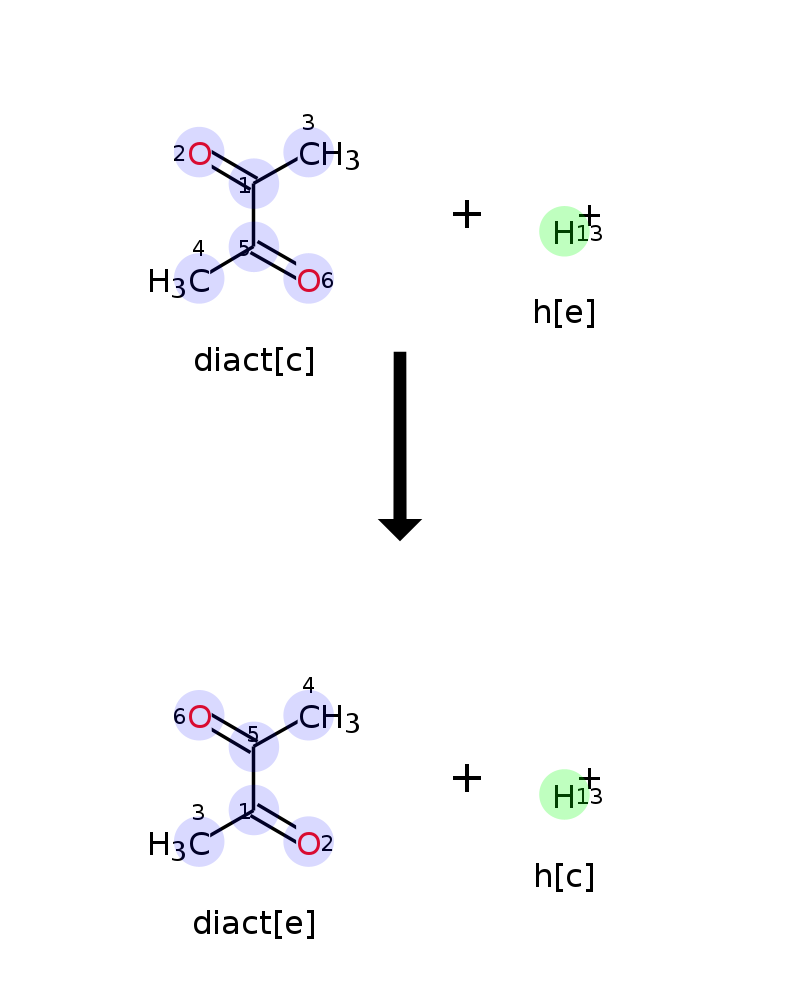 3
2 O CH3
1
+
H13 +
4 5
H3C O 6
h[e]
diact[c]
4
6 O CH3
5
+
H13 +
3 1
H3C O 2
h[c]
diact[e]